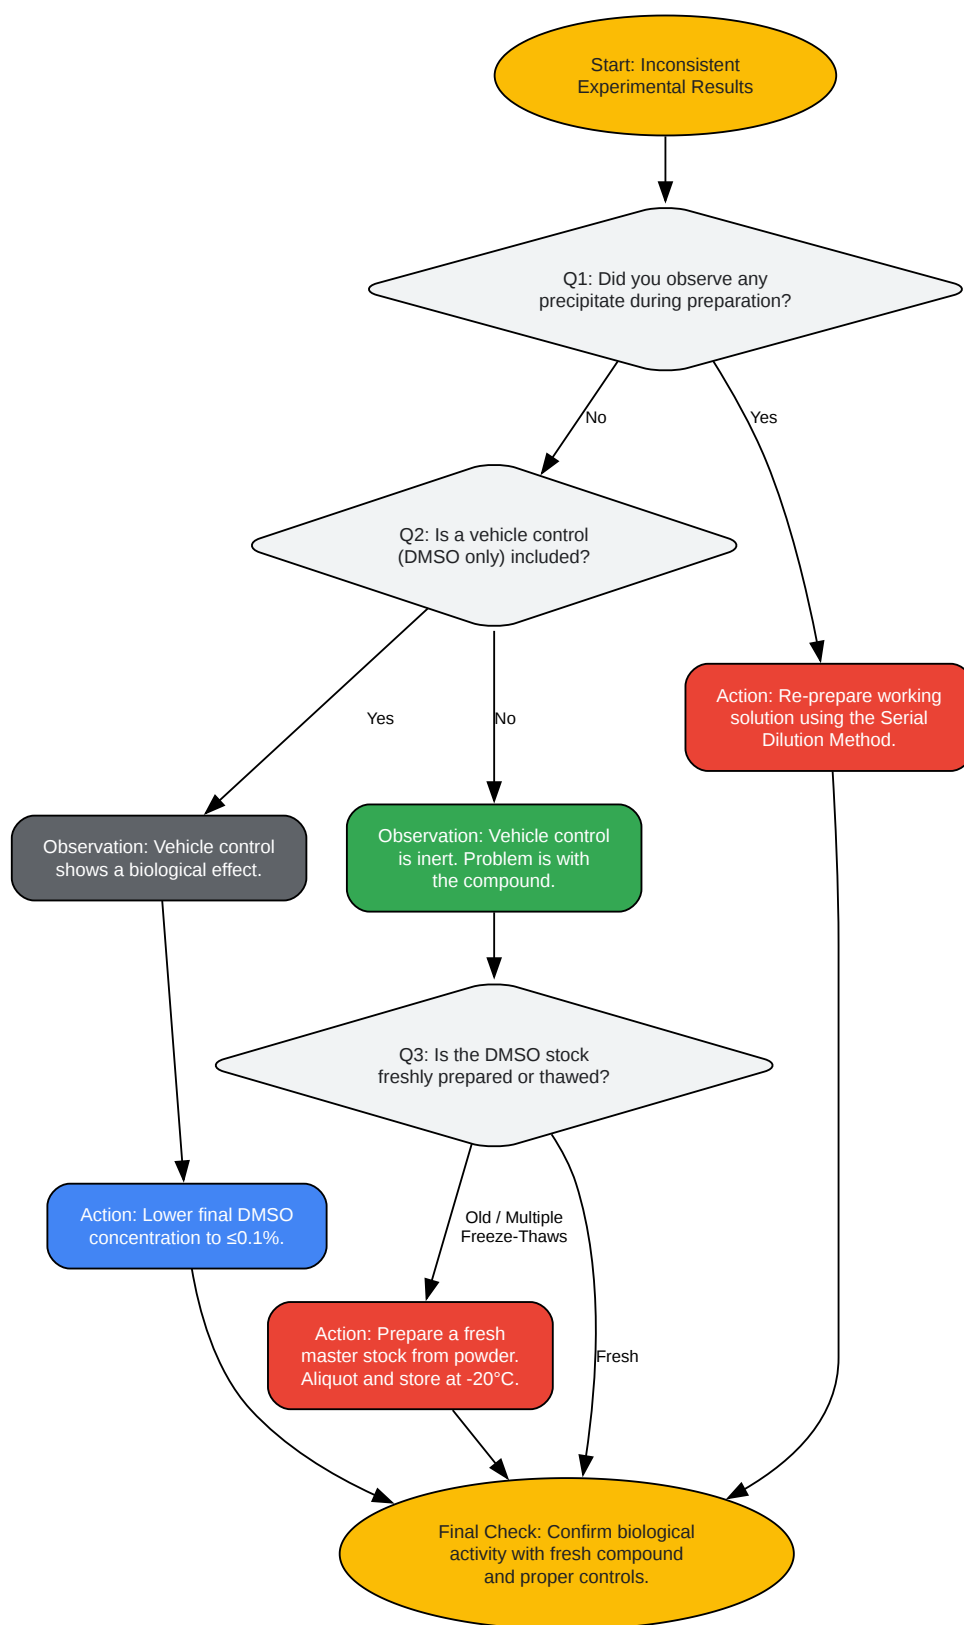 Start: Inconsistent
Experimental Results
Q1: Did you observe any
precipitate during preparation?
No
Yes
Q2: Is a vehicle control
(DMSO only) included?
Yes
No
Action: Re-prepare working
solution using the Serial
Dilution Method.
Observation: Vehicle control
shows a biological effect.
Observation: Vehicle control
is inert. Problem is with
the compound.
Q3: Is the DMSO stock
freshly prepared or thawed?
Action: Lower final DMSO
concentration to ≤0.1%.
Old / Multiple
Freeze-Thaws
Action: Prepare a fresh
master stock from powder.
Aliquot and store at -20°C.
Fresh
Final Check: Confirm biological
activity with fresh compound
and proper controls.